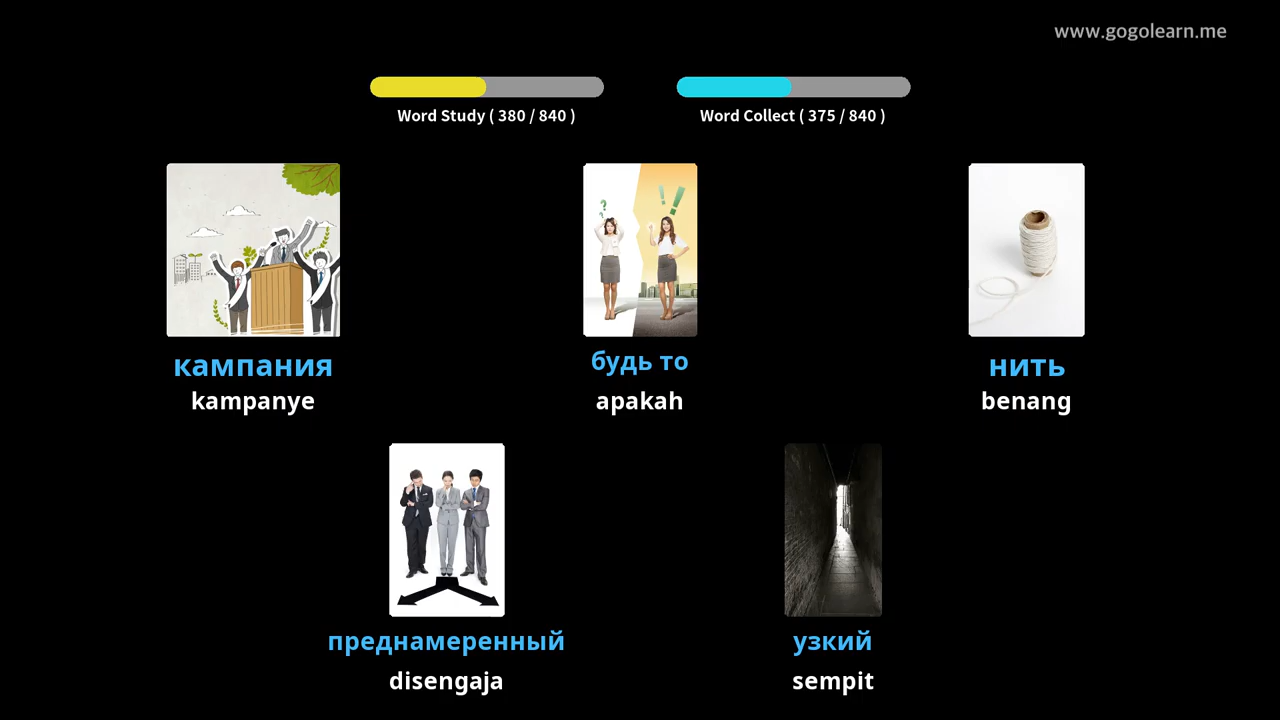 www.gogolearn.me
Word Study ( 380 / 840 )
Word Collect ( 375 / 840 )
кампания
kampanye
будь то
apakah
нить
benang
преднамеренный
disengaja
узкий
sempit